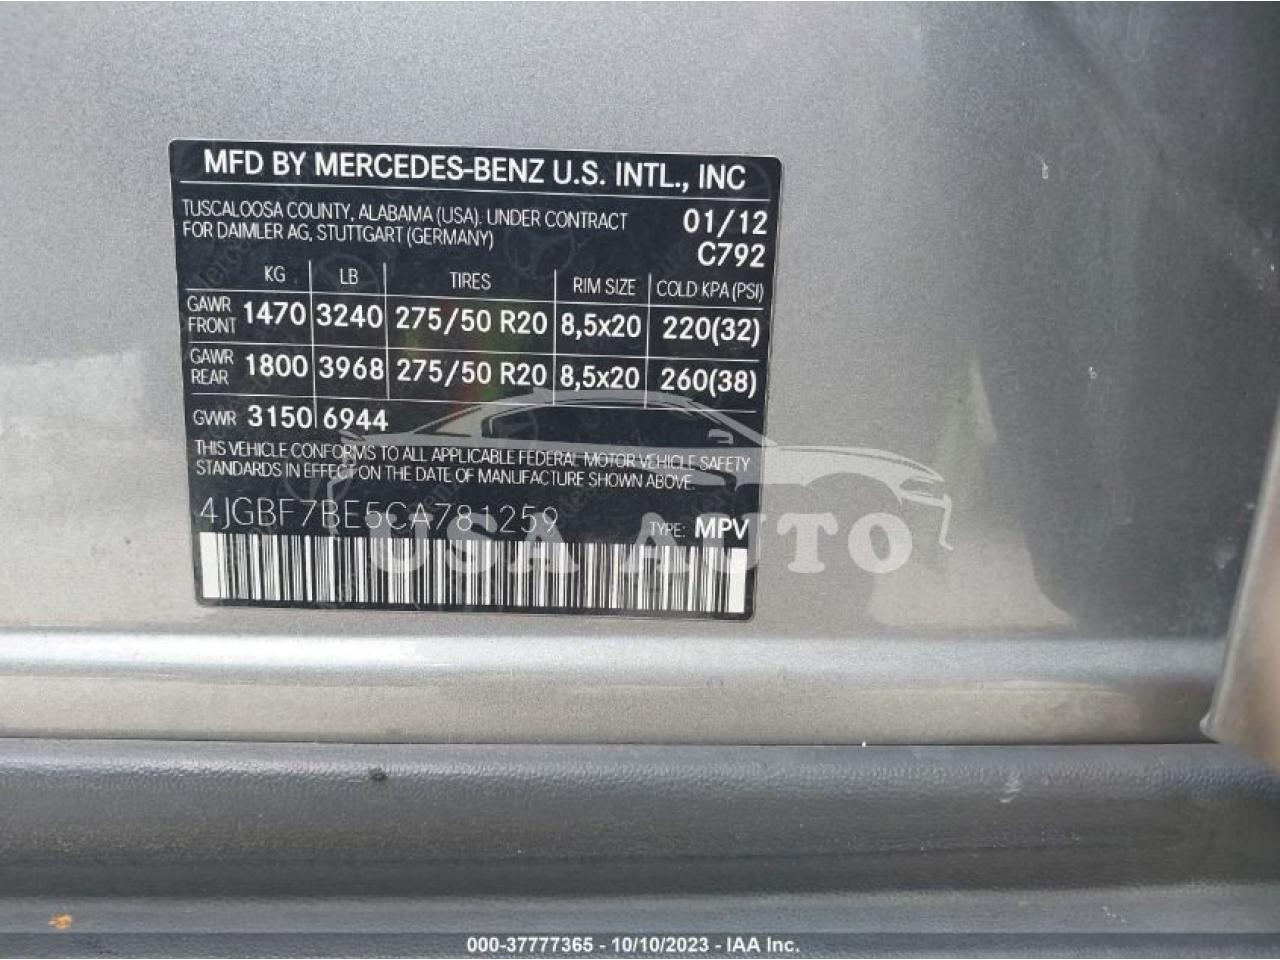 MFD BY MERCEDES-BENZ U.S. INTL., INC
TUSCALOOSA COUNTY, ALABAMA (USA). UNDER CONTRACT
FOR DAIMLER AG, STUTTGART (GERMANY)
01/12
C792
KG LB TIRES RIM SIZE COLD KPA (PSI)
GAWR FRONT 1470 3240 275/50 R20 8,5x20 220(32)
GAWR REAR 1800 3968 275/50 R20 8,5x20 260(38)
GVWR 3150 6944
THIS VEHICLE CONFORMS TO ALL APPLICABLE FEDERAL MOTOR VEHICLE SAFETY
STANDARDS IN EFFECT ON THE DATE OF MANUFACTURE SHOWN ABOVE.
4JGBF7BE5CA781259 TYPE: MPV
USA AUTO
000-37777365 - 10/10/2023 - IAA Inc.